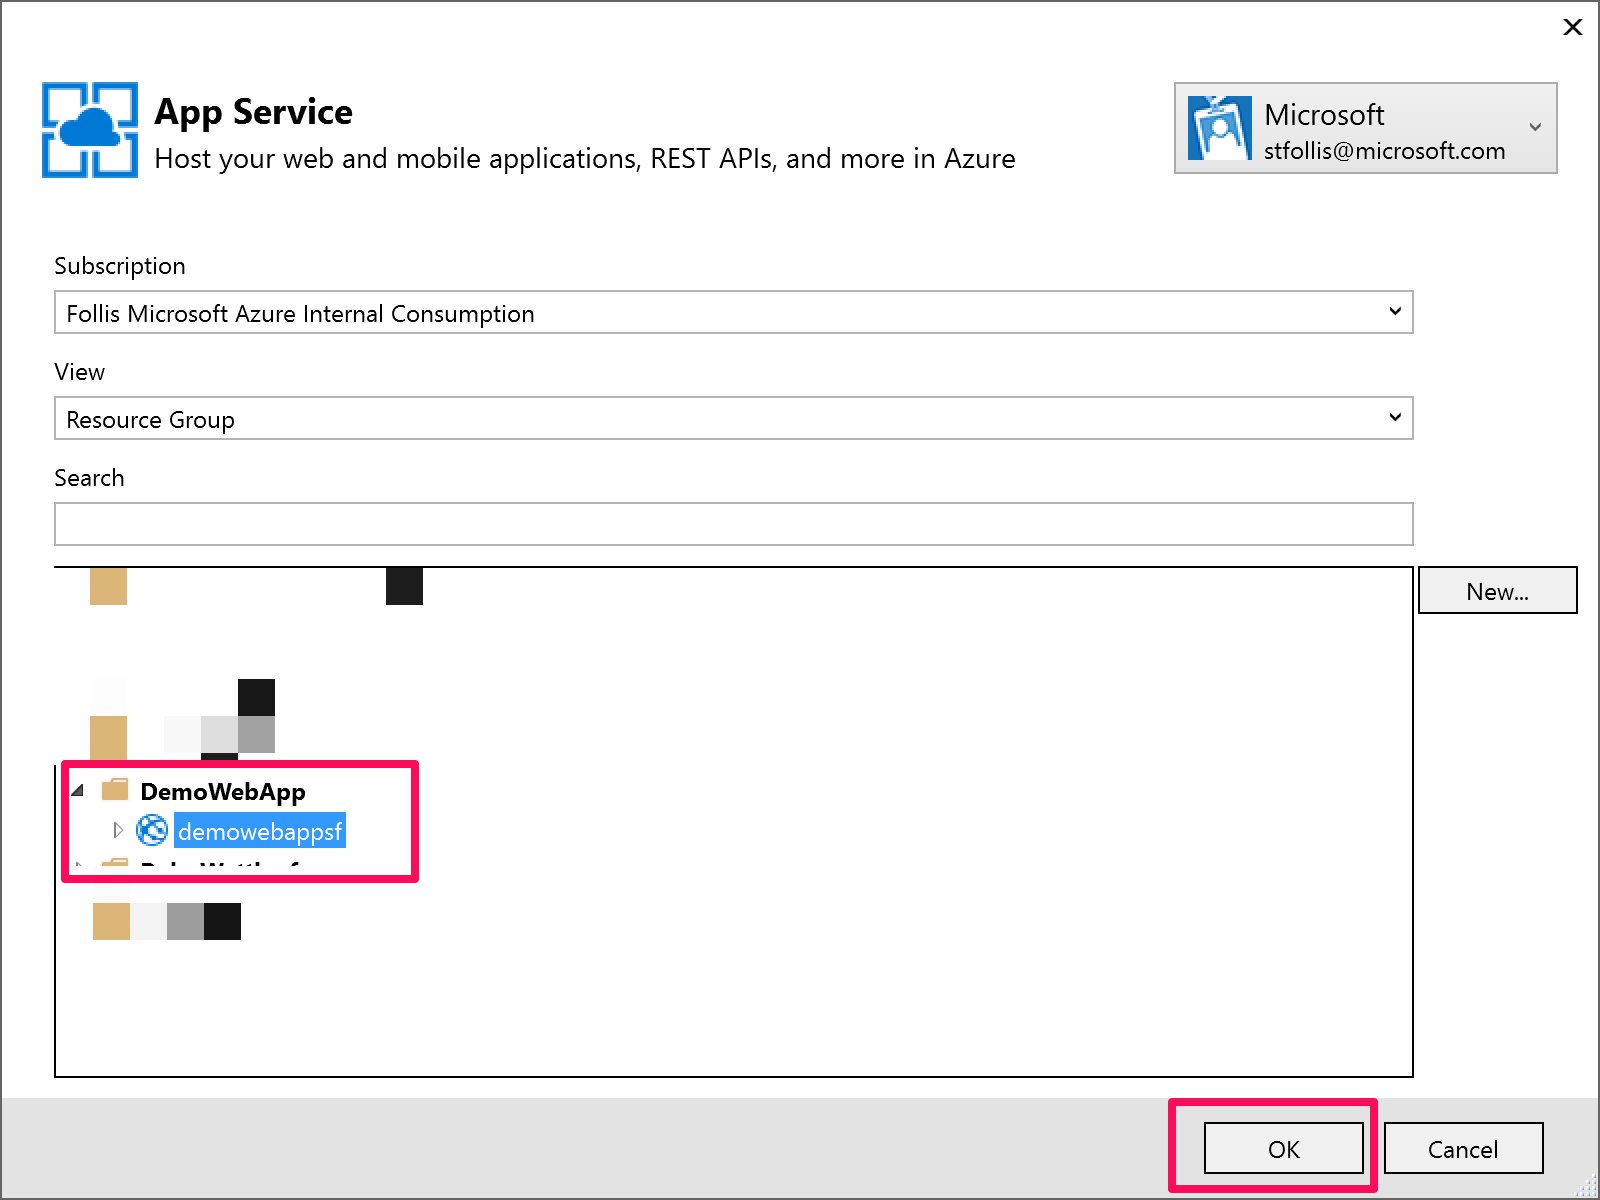 App Service
Host your web and mobile applications, REST APIs, and more in Azure
Microsoft
stfollis@microsoft.com
Subscription
Follis Microsoft Azure Internal Consumption
View
Resource Group
Search
New...
DemoWebApp
demowebappsf
OK
Cancel